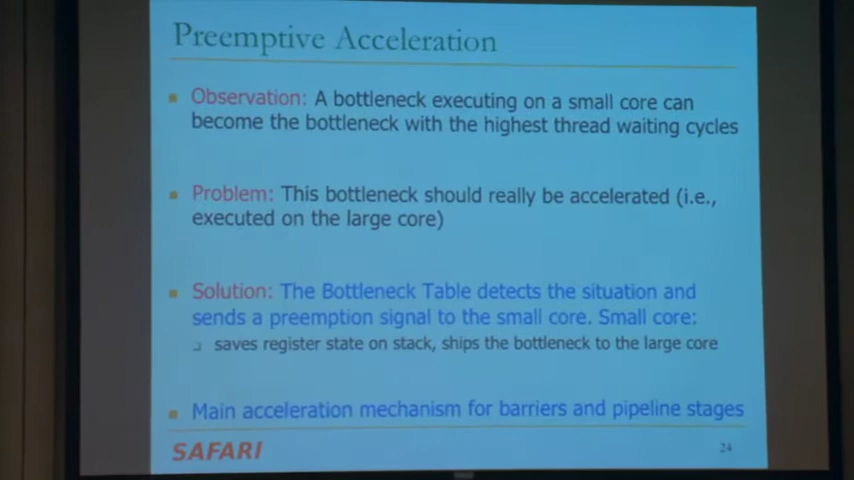 Preemptive Acceleration
Observation: A bottleneck executing on a small core can
become the bottleneck with the highest thread waiting cycles
Problem: This bottleneck should really be accelerated (i.e.,
executed on the large core)
Solution: The Bottleneck Table detects the situation and
sends a preemption signal to the small core. Small core:
saves register state on stack, ships the bottleneck to the large core
Main acceleration mechanism for barriers and pipeline stages
SAFARI
24